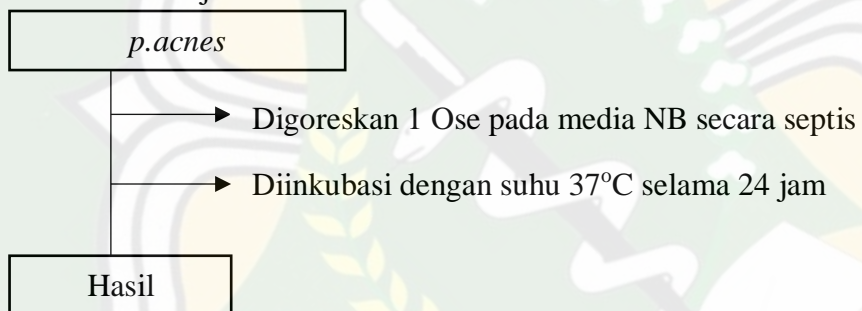 p.acnes
Digoreskan 1 Ose pada media NB secara septis
Diinkubasi dengan suhu 37°C selama 24 jam
Hasil